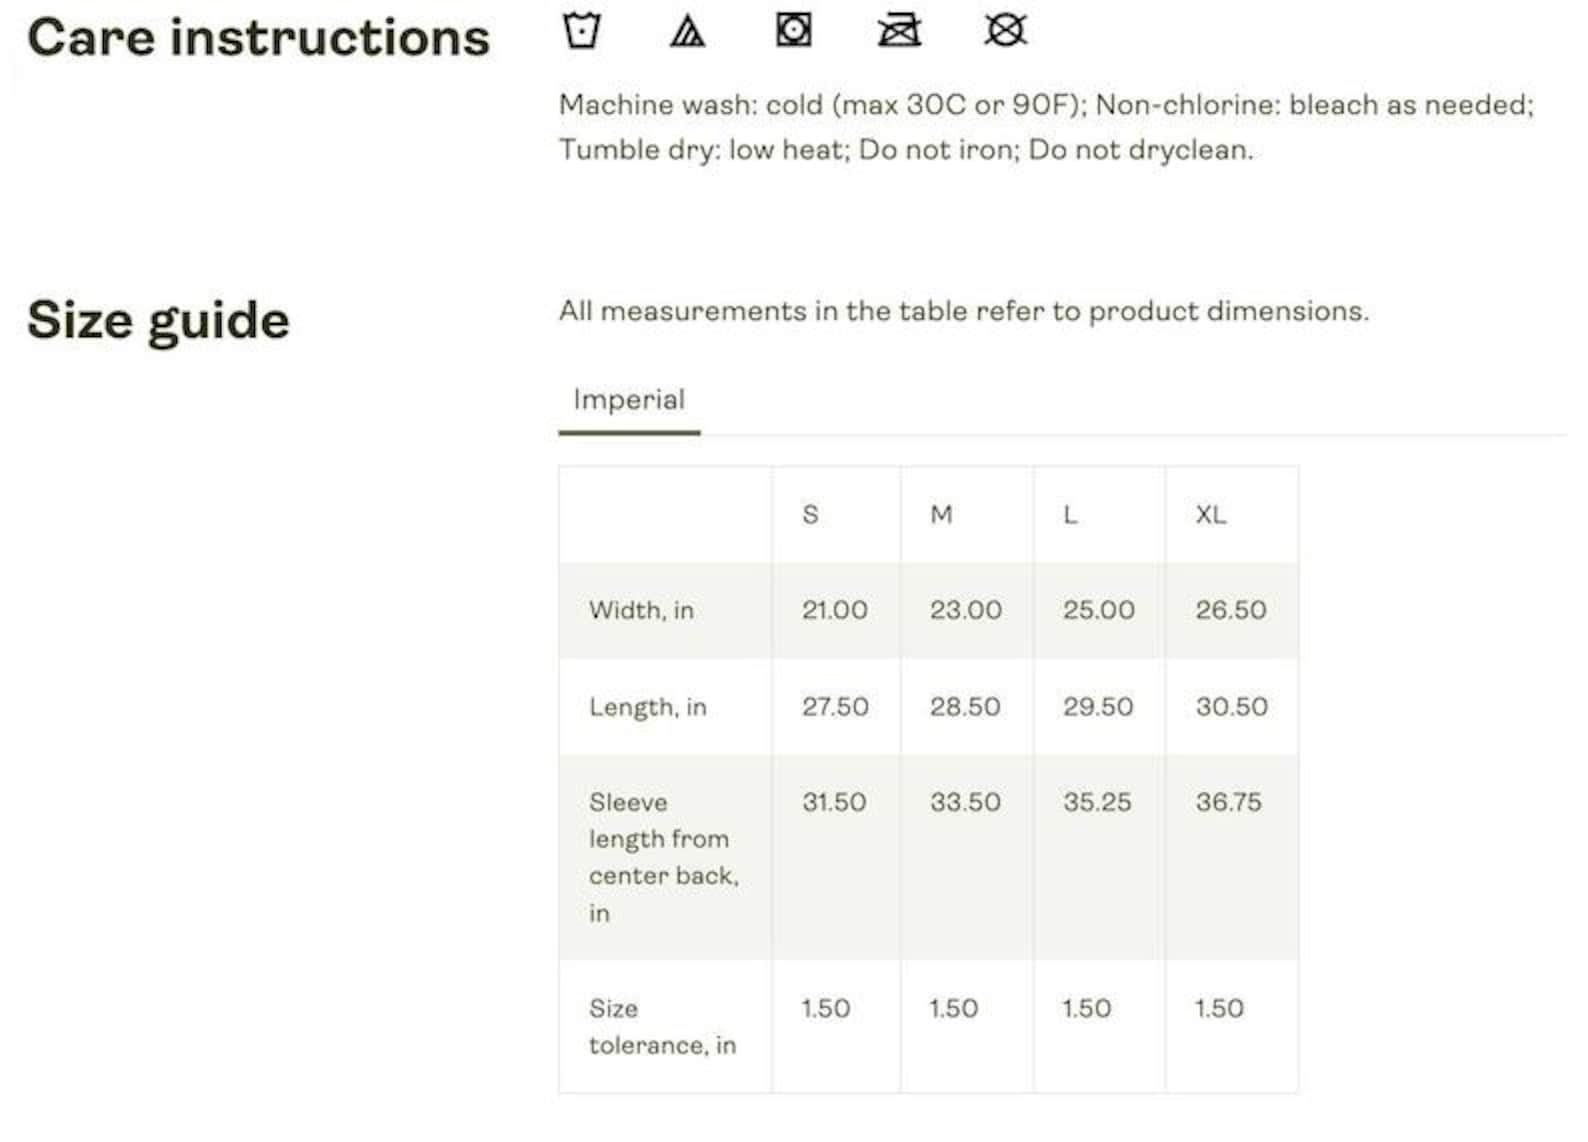 Care instructions
Machine wash: cold (max 30C or 90F); Non-chlorine: bleach as needed;
Tumble dry: low heat; Do not iron; Do not dryclean.
Size guide
All measurements in the table refer to product dimensions.
Imperial
S M L XL
Width, in 21.00 23.00 25.00 26.50
Length, in 27.50 28.50 29.50 30.50
Sleeve 31.50 33.50 35.25 36.75
length from
center back,
in
Size 1.50 1.50 1.50 1.50
tolerance, in